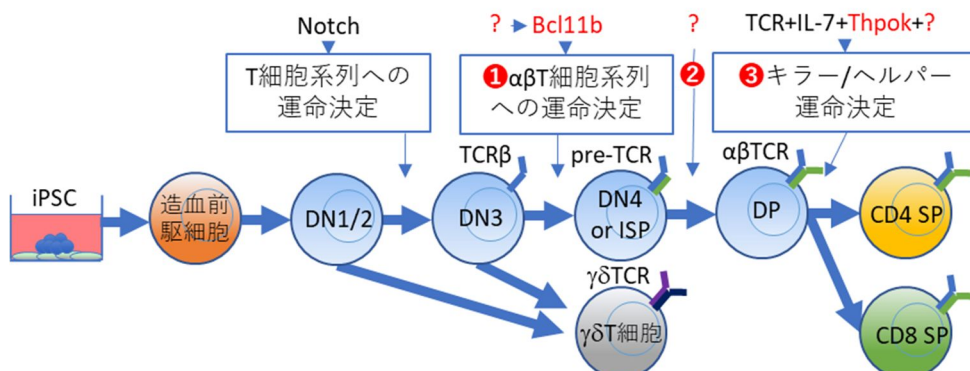 Notch
? Bcl11b
?
TCR+IL-7+Thpok+?
T細胞系列への
運命決定
❶αβT細胞系列
への運命決定
❷
❸キラー/ヘルパー
運命決定
TCRβ
pre-TCR
αβTCR
iPSC
造血前
駆細胞
DN1/2
DN3
DN4
or ISP
DP
CD4 SP
γδTCR
γδT細胞
CD8 SP